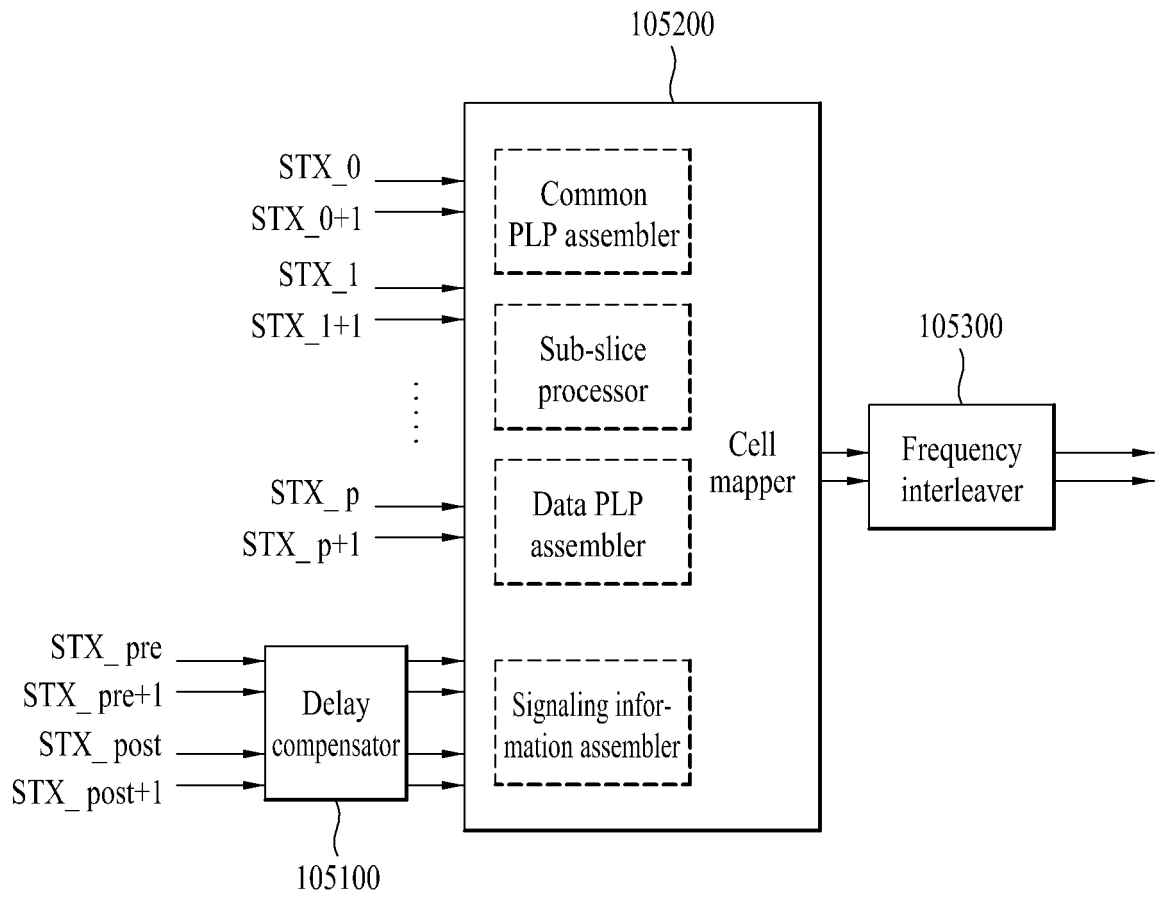 105200
STX_0
STX_0+1
STX_1
STX_1+1
STX_ p
STX_ p+1
STX_ pre
STX_ pre+1
STX_ post
STX_ post+1
Delay
compensator
105100
Common
PLP assembler
Sub-slice
processor
Data PLP
assembler
Signaling infor-
mation assembler
Cell
mapper
105300
Frequency
interleaver